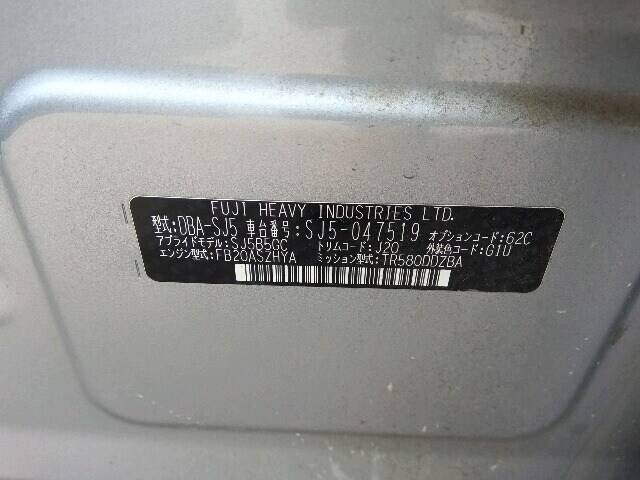 FUJI HEAVY INDUSTRIES LTD.
型式:DBA-SJ5 車台番号:SJ5-047519 オプションコード:62C
アプライドモデル:SJ5B5GC トリムコード:J20 外装色コード:G1U
エンジン型式:FB20ASZHYA ミッション型式:TR580DDZBA